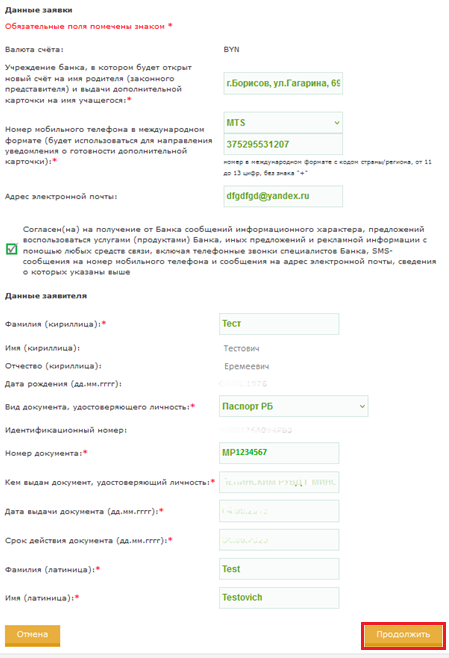 Данные заявки
Обязательные поля помечены знаком *
Валюта счёта: BYN
Учреждение банка, в котором будет открыт
новый счёт на имя родителя (законного
представителя) и выдачи дополнительной
карточки на имя учащегося:*
г.Борисов, ул.Гагарина, 69
Номер мобильного телефона в международном
формате (будет использоваться для направления
уведомления о готовности дополнительной
карточки):*
MTS
375295531207
номер в международном формате с кодом страны/региона, от 11
до 13 цифр, без знака "+"
Адрес электронной почты: dfgdfgd@yandex.ru
Согласен(на) на получение от Банка сообщений информационного характера, предложений
воспользоваться услугами (продуктами) Банка, иных предложений и рекламной информации с
помощью любых средств связи, включая телефонные звонки специалистов Банка, SMS-
сообщения на номер мобильного телефона и сообщения на адрес электронной почты, сведения
о которых указаны выше
Данные заявителя
Фамилия (кириллица):* Тест
Имя (кириллица): Тестович
Отчество (кириллица): Еремеевич
Дата рождения (дд.мм.гггг):
Вид документа, удостоверяющего личность:* Паспорт РБ
Идентификационный номер:
Номер документа:* MP1234567
Кем выдан документ, удостоверяющий личность:*
Дата выдачи документа (дд.мм.гггг):*
Срок действия документа (дд.мм.гггг):*
Фамилия (латиница):* Test
Имя (латиница):* Testovich
Отмена Продолжить